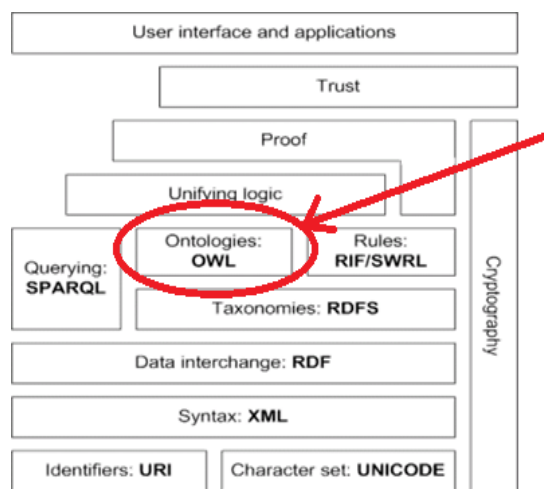 User interface and applications
Trust
Proof
Unifying logic
Ontologies:
OWL
Rules:
RIF/SWRL
Querying:
SPARQL
Taxonomies: RDFS
Cryptography
Data interchange: RDF
Syntax: XML
Identifiers: URI
Character set: UNICODE